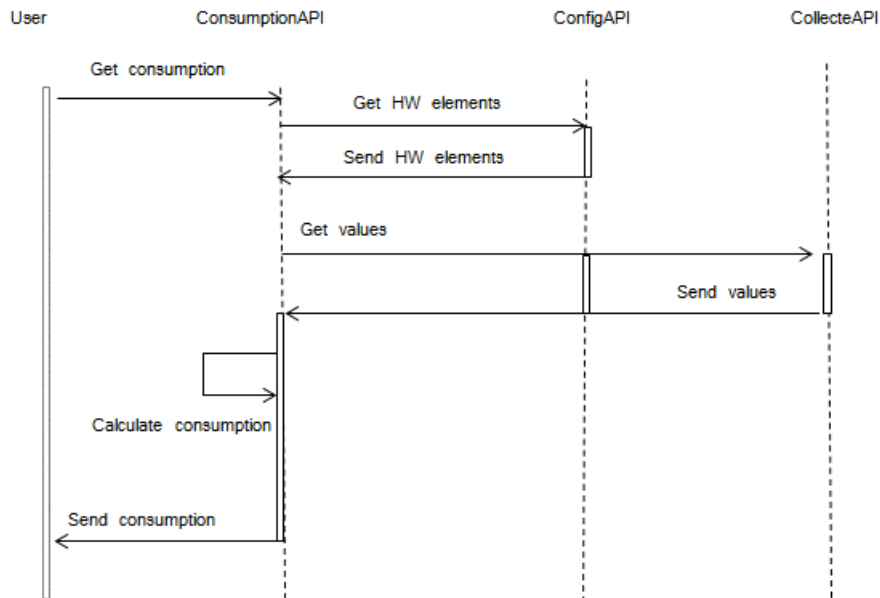 User
ConsumptionAPI
ConfigAPI
CollecteAPI
Get consumption
Get HW elements
Send HW elements
Get values
Send values
Calculate consumption
Send consumption